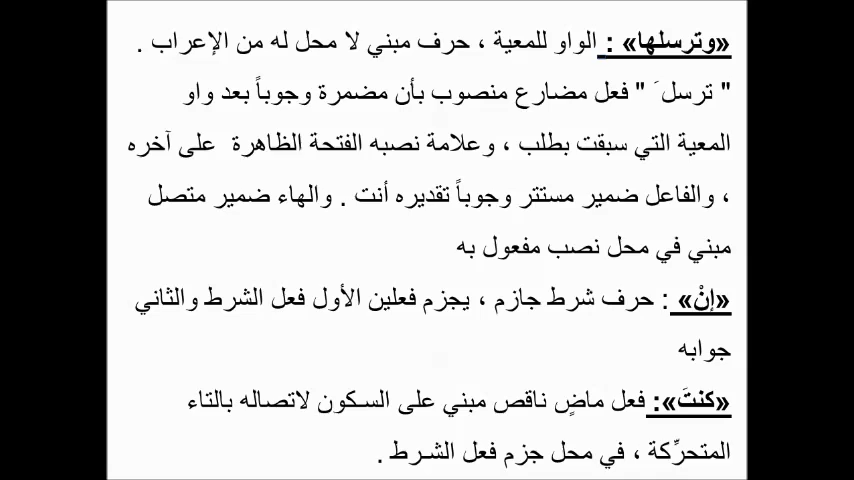 «وترسلها» : الواو للمعية ، حرف مبني لا محل له من الإعراب .
" ترسل َ " فعل مضارع منصوب بأن مضمرة وجوباً بعد واو
المعية التي سبقت بطلب ، وعلامة نصبه الفتحة الظاهرة على آخره
، والفاعل ضمير مستتر وجوباً تقديره أنت . والهاء ضمير متصل
مبني في محل نصب مفعول به
«إنْ» : حرف شرط جازم ، يجزم فعلين الأول فعل الشرط والثاني
جوابه
«كنتَ»: فعل ماضٍ ناقص مبني على السكون لاتصاله بالتاء
المتحرِّكة ، في محل جزم فعل الشرط .